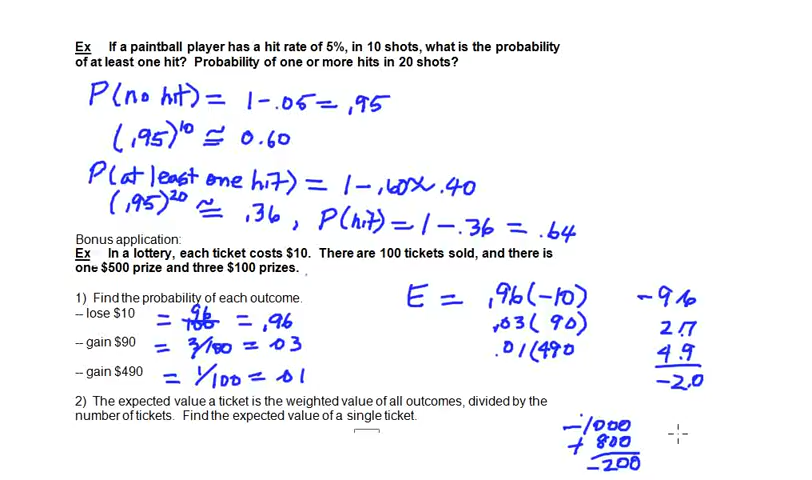 Ex If a paintball player has a hit rate of 5%, in 10 shots, what is the probability
of at least one hit? Probability of one or more hits in 20 shots?
P(no hit) = 1-.05 = .95
(.95)^10 ≅ 0.60
P(at least one hit) = 1-.60 ≈ .40
(.95)^20 ≅ .36, P(hit) = 1-.36 = .64
Bonus application:
Ex In a lottery, each ticket costs $10. There are 100 tickets sold, and there is
one $500 prize and three $100 prizes.
1) Find the probability of each outcome.
-- lose $10 = 96/100 = .96
-- gain $90 = 3/100 = .03
-- gain $490 = 1/100 = .01
E = .96(-10) -9.6
.03(90) 2.7
.01(490 4.9
-2.0
2) The expected value a ticket is the weighted value of all outcomes, divided by the
number of tickets. Find the expected value of a single ticket.
-1000
+ 800
-200